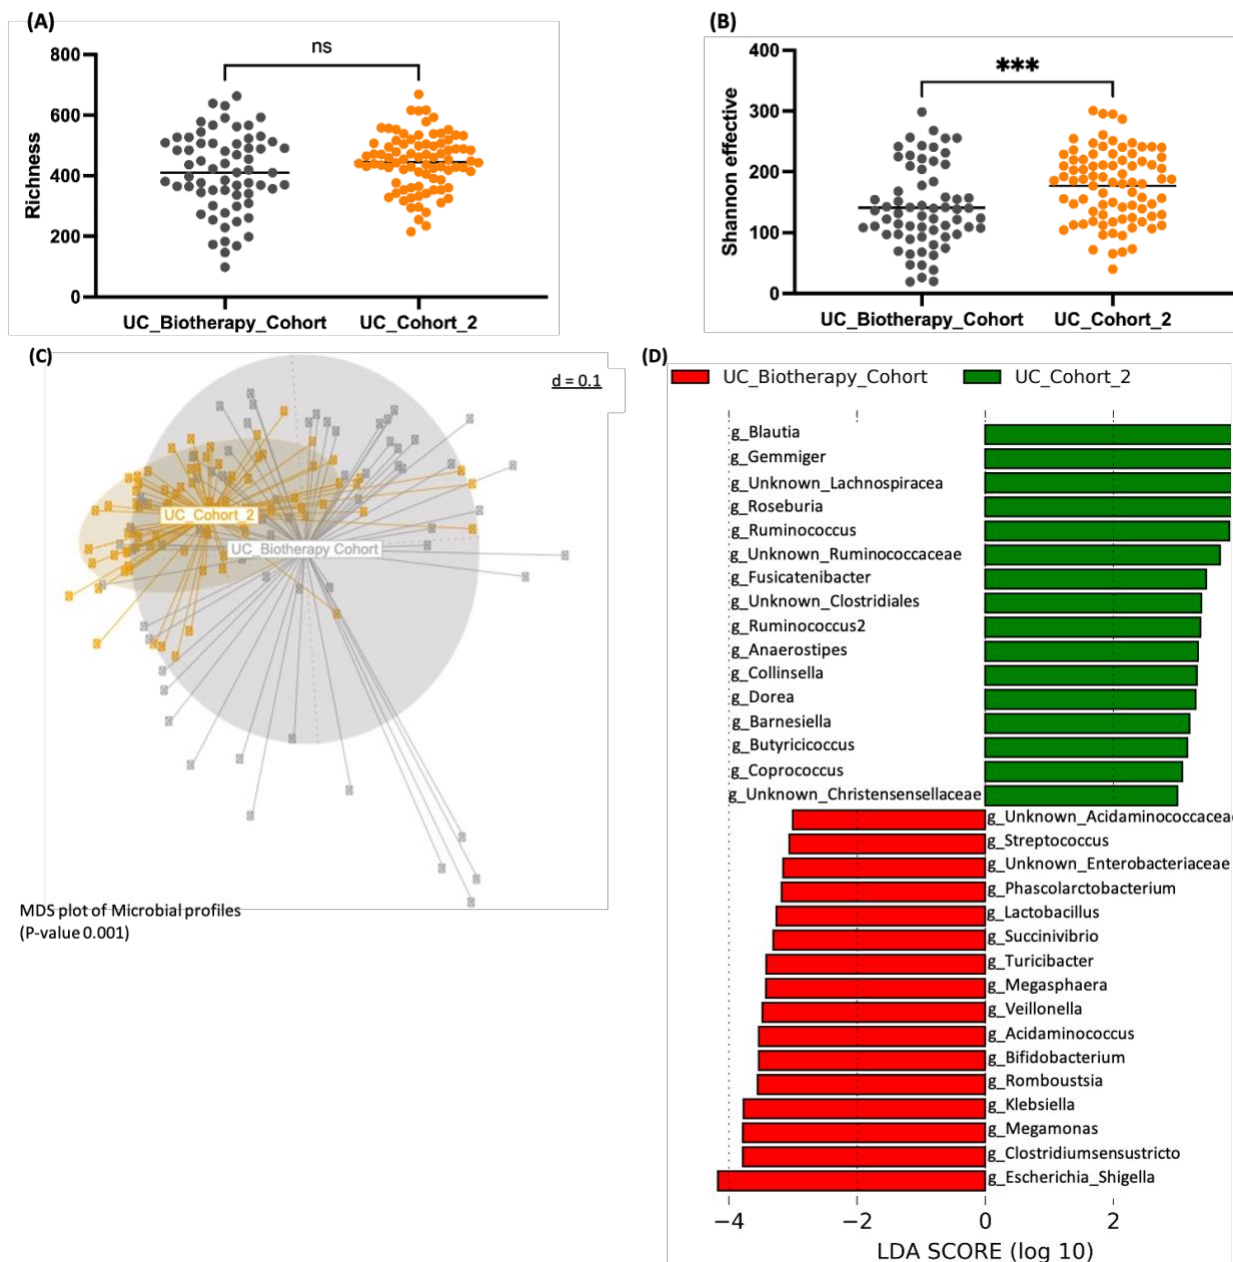 (A)
ns
800
600
400
200
0
Richness
UC_Biotherapy_Cohort
UC_Cohort_2
(B)
***
400
300
200
100
0
Shannon effective
UC_Biotherapy_Cohort
UC_Cohort_2
(C)
d = 0.1
UC_Cohort_2
UC_Biotherapy Cohort
MDS plot of Microbial profiles
(P-value 0.001)
(D)
UC_Biotherapy_Cohort
UC_Cohort_2
g_Blautia
g_Gemmiger
g_Unknown_Lachnospiracea
g_Roseburia
g_Ruminococcus
g_Unknown_Ruminococcaceae
g_Fusicatenibacter
g_Unknown_Clostridiales
g_Ruminococcus2
g_Anaerostipes
g_Collinsella
g_Dorea
g_Barnesiella
g_Butyricicoccus
g_Coprococcus
g_Unknown_Christensensellaceae
g_Unknown_Acidaminococcaceae
g_Streptococcus
g_Unknown_Enterobacteriaceae
g_Phascolarctobacterium
g_Lactobacillus
g_Succinivibrio
g_Turicibacter
g_Megasphaera
g_Veillonella
g_Acidaminococcus
g_Bifidobacterium
g_Romboustsia
g_Klebsiella
g_Megamonas
g_Clostridiumsensustricto
g_Escherichia_Shigella
−4 −2 0 2
LDA SCORE (log 10)